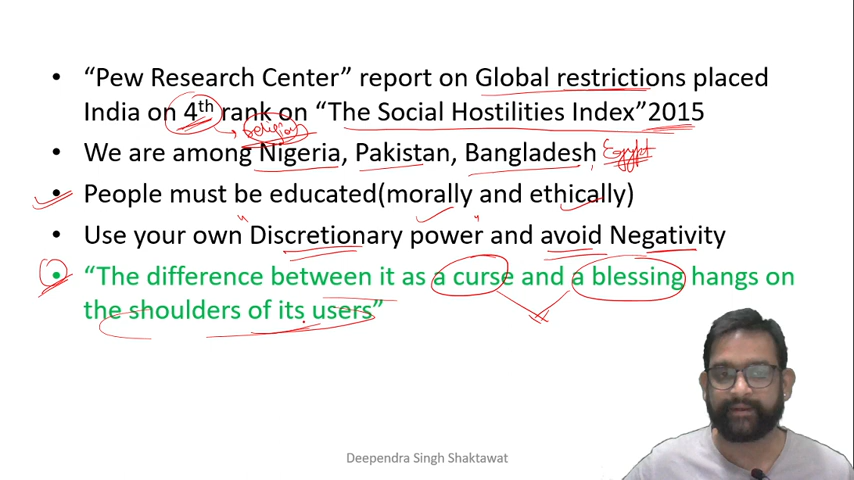 • “Pew Research Center” report on Global restrictions placed
India on 4th rank on “The Social Hostilities Index”2015
religion
• We are among Nigeria, Pakistan, Bangladesh, Egypt
• People must be educated(morally and ethically)
• Use your own Discretionary power and avoid Negativity
• “The difference between it as a curse and a blessing hangs on
the shoulders of its users”
Deependra Singh Shaktawat